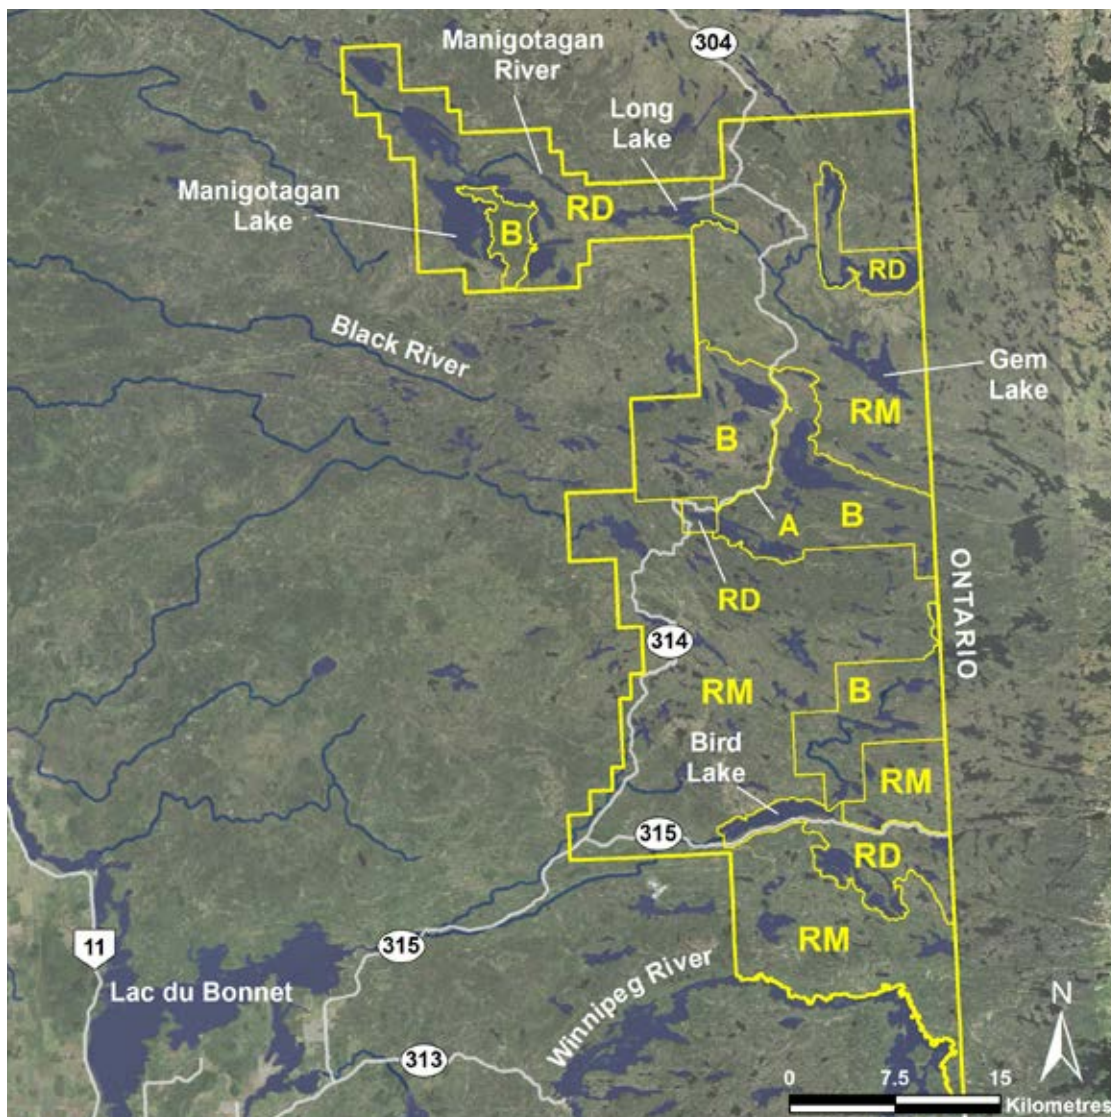 304
Manigotagan
River
Long
Lake
Manigotagan
Lake
RD
B
RD
Black River
Gem
Lake
RM
B
B
A
RD
ONTARIO
314
RM
B
Bird
Lake
RM
315
RD
RM
315
11
Lac du Bonnet
Winnipeg River
N
313
0 7.5 15
Kilometres